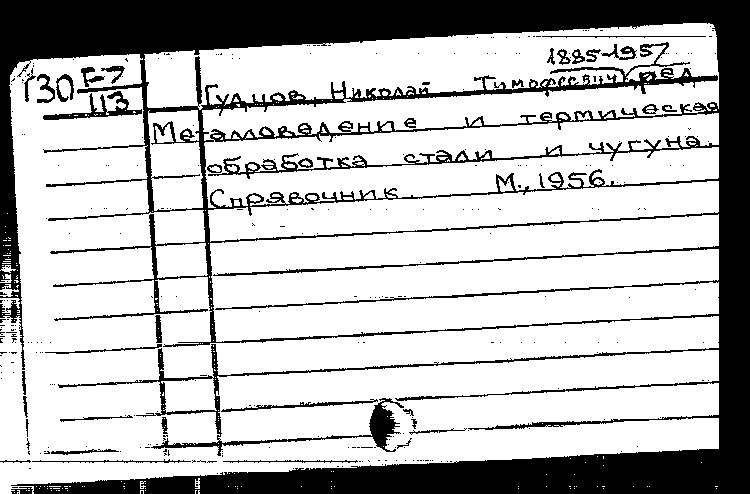 1885-1957
Г30 Г-7 Гудцов, Николай Тимофеевич, ред.
113
Металловедение и термическая
обработка стали и чугуна.
Справочник. М., 1956.